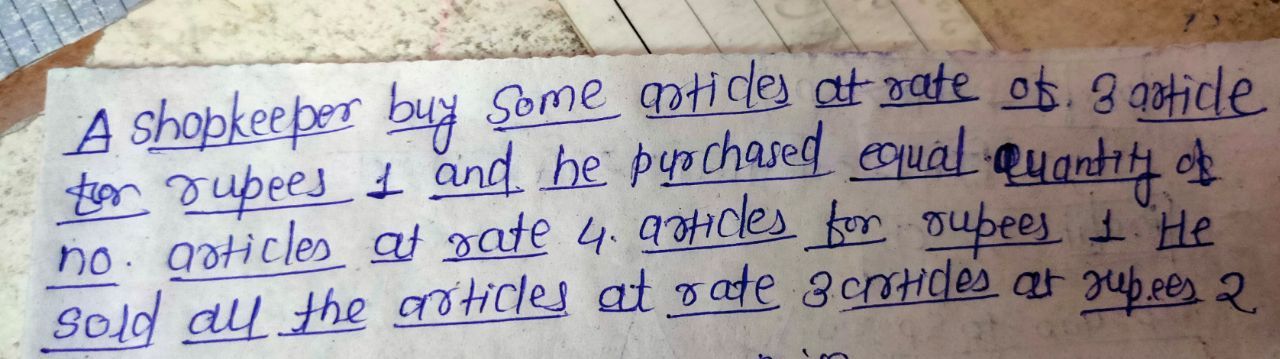 A shopkeeper buy some articles at rate of. 3 article
for rupees 1 and he purchased equal quantity of
no. articles at rate 4. articles for rupees 1. He
sold all the articles at rate 3 articles at rupees 2